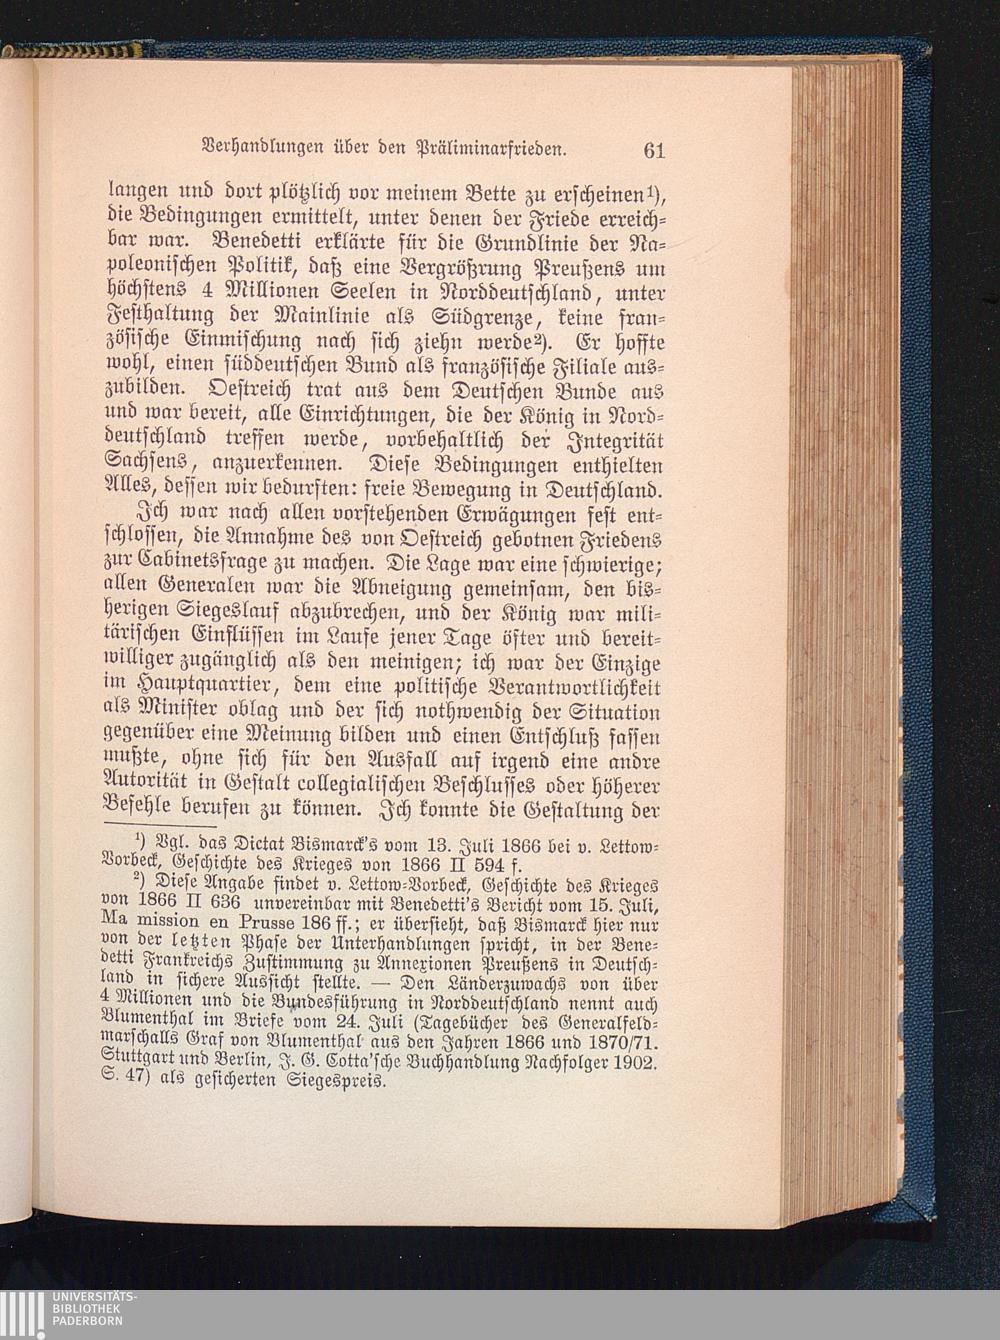 Verhandlungen über den Präliminarfrieden. 61
langen und dort plötzlich vor meinem Bette zu erscheinen¹),
die Bedingungen ermittelt, unter denen der Friede erreich-
bar war. Benedetti erklärte für die Grundlinie der Na-
poleonischen Politik, daß eine Vergrößrung Preußens um
höchstens 4 Millionen Seelen in Norddeutschland, unter
Festhaltung der Mainlinie als Südgrenze, keine fran-
zösische Einmischung nach sich ziehn werde²). Er hoffte
wohl, einen süddeutschen Bund als französische Filiale aus-
zubilden. Oestreich trat aus dem Deutschen Bunde aus
und war bereit, alle Einrichtungen, die der König in Nord-
deutschland treffen werde, vorbehaltlich der Integrität
Sachsens, anzuerkennen. Diese Bedingungen enthielten
Alles, dessen wir bedurften: freie Bewegung in Deutschland.
Ich war nach allen vorstehenden Erwägungen fest ent-
schlossen, die Annahme des von Oestreich gebotnen Friedens
zur Cabinetsfrage zu machen. Die Lage war eine schwierige;
allen Generalen war die Abneigung gemeinsam, den bis-
herigen Siegeslauf abzubrechen, und der König war mili-
tärischen Einflüssen im Laufe jener Tage öfter und bereit-
williger zugänglich als den meinigen; ich war der Einzige
im Hauptquartier, dem eine politische Verantwortlichkeit
als Minister oblag und der sich nothwendig der Situation
gegenüber eine Meinung bilden und einen Entschluß fassen
mußte, ohne sich für den Ausfall auf irgend eine andre
Autorität in Gestalt collegialischen Beschlusses oder höherer
Befehle berufen zu können. Ich konnte die Gestaltung der
¹) Vgl. das Dictat Bismarck's vom 13. Juli 1866 bei v. Lettow-
Vorbeck, Geschichte des Krieges von 1866 II 594 f.
²) Diese Angabe findet v. Lettow-Vorbeck, Geschichte des Krieges
von 1866 II 636 unvereinbar mit Benedetti's Bericht vom 15. Juli,
Ma mission en Prusse 186 ff.; er übersieht, daß Bismarck hier nur
von der letzten Phase der Unterhandlungen spricht, in der Bene-
detti Frankreichs Zustimmung zu Annexionen Preußens in Deutsch-
land in sichere Aussicht stellte. — Den Länderzuwachs von über
4 Millionen und die Bundesführung in Norddeutschland nennt auch
Blumenthal im Briefe vom 24. Juli (Tagebücher des Generalfeld-
marschalls Graf von Blumenthal aus den Jahren 1866 und 1870/71.
Stuttgart und Berlin, J. G. Cotta'sche Buchhandlung Nachfolger 1902.
S. 47) als gesicherten Siegespreis.
UNIVERSITÄTS-
BIBLIOTHEK
PADERBORN